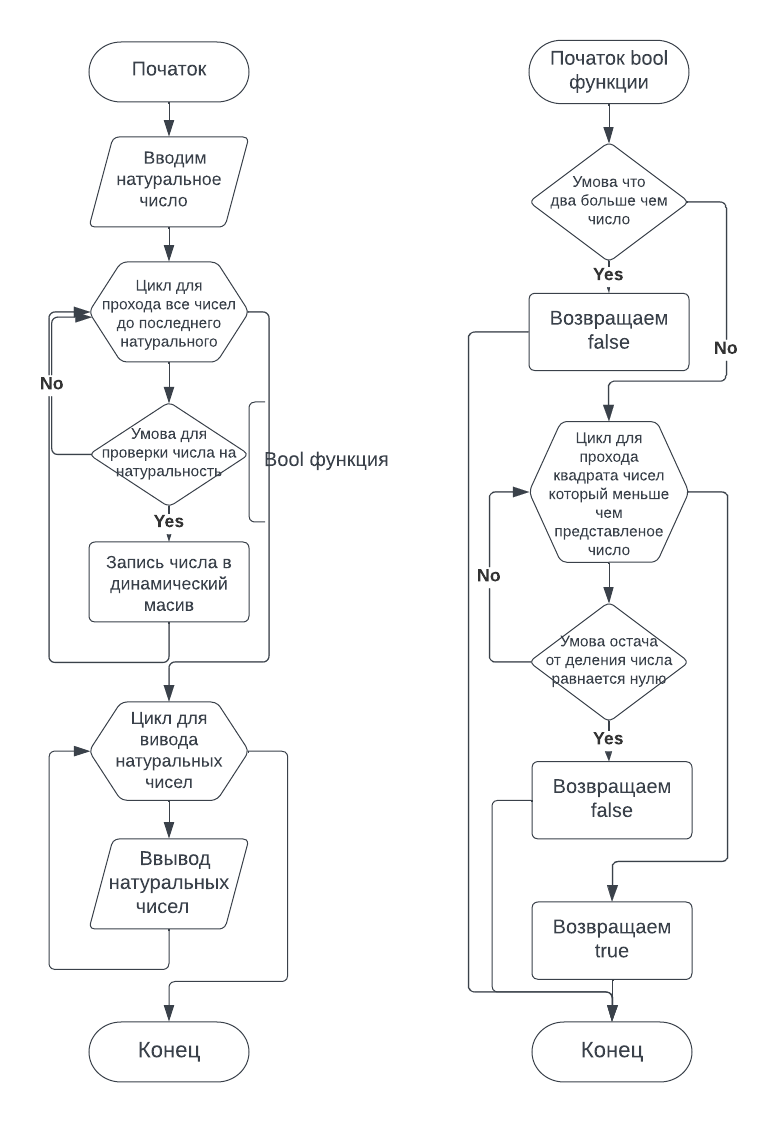 Початок
Вводим
натуральное
число
Цикл для
прохода все чисел
до последнего
натурального
No
Умова для
проверки числа на
натуральность
Bool функция
Yes
Запись числа в
динамический
масив
Цикл для
вивода
натуральных
чисел
Ввывод
натуральных
чисел
Конец
Початок bool
функции
Умова что
два больше чем
число
Yes
Возвращаем
false
No
Цикл для
прохода
квадрата чисел
который меньше
чем
представленое
число
No
Умова остача
от деления числа
равнается нулю
Yes
Возвращаем
false
Возвращаем
true
Конец